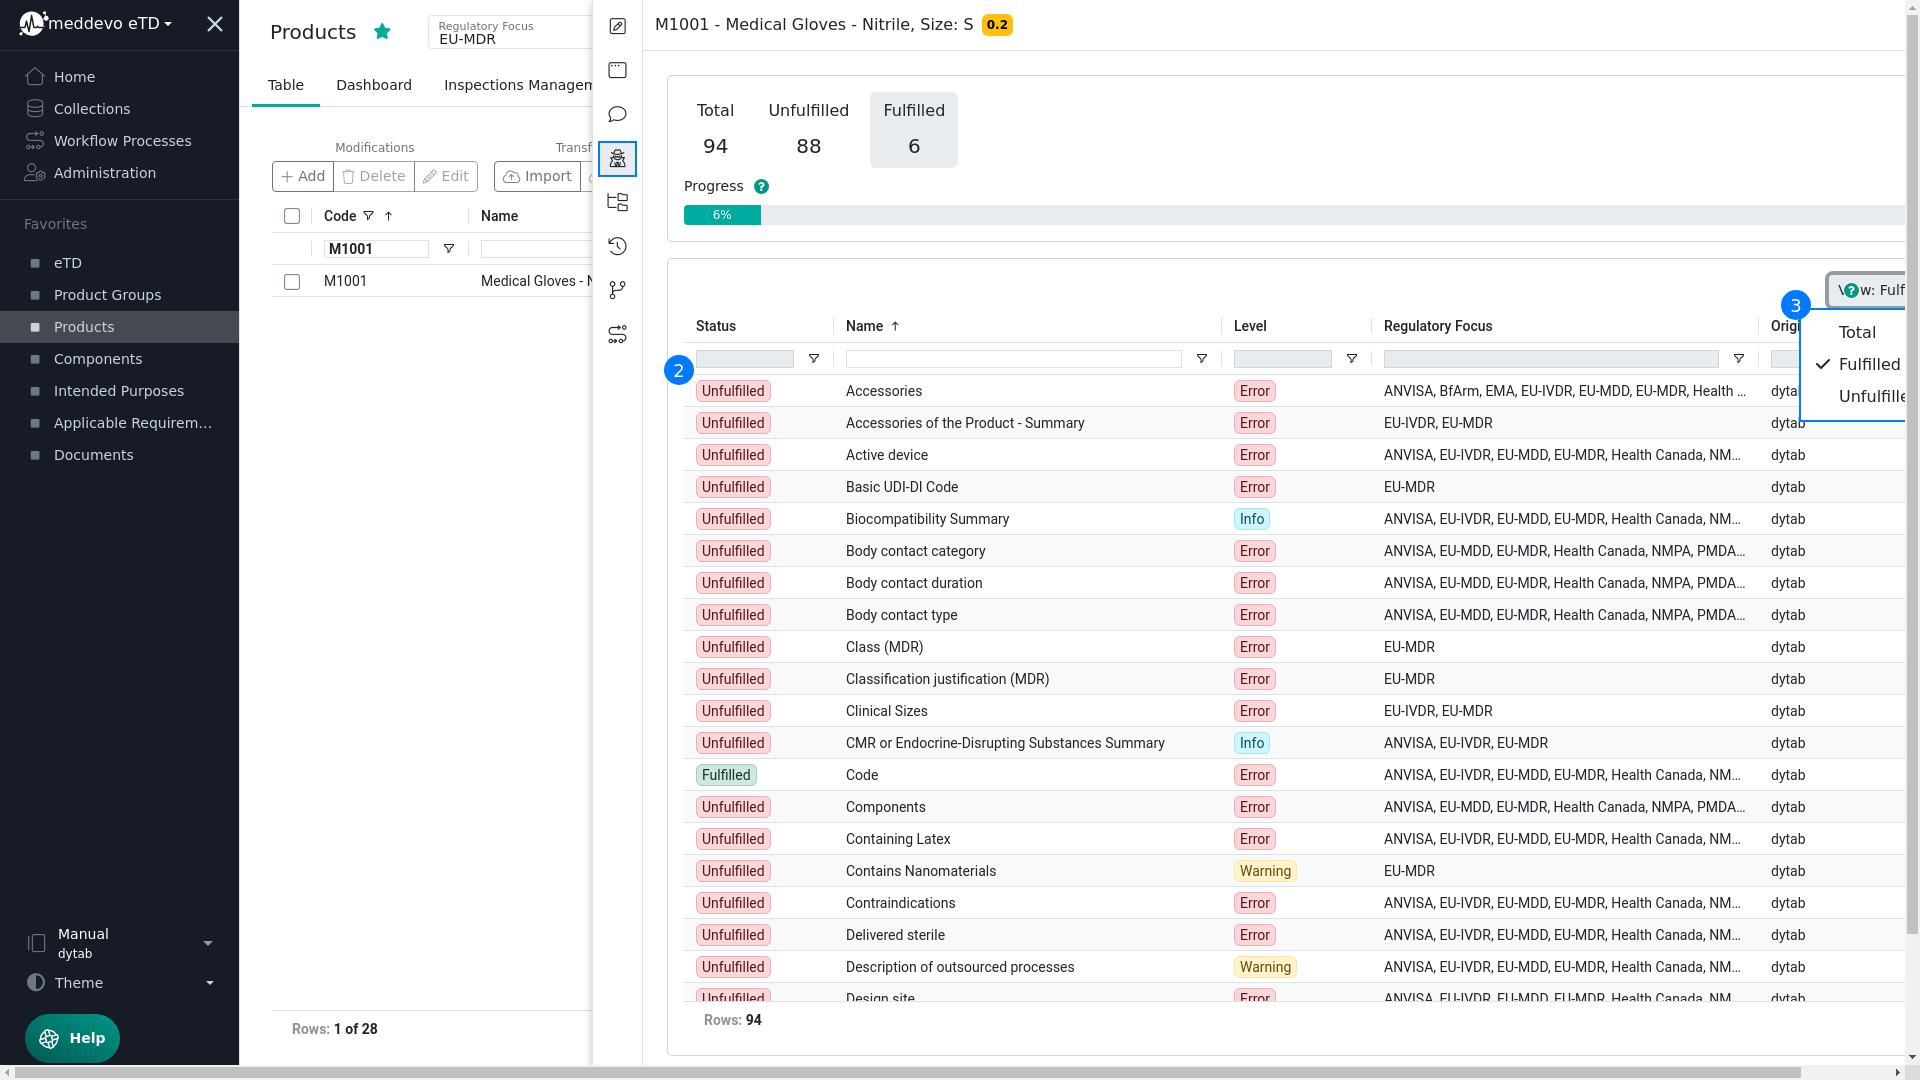 meddevo eTD
Home
Collections
Workflow Processes
Administration
Favorites
eTD
Product Groups
Products
Components
Intended Purposes
Applicable Requirem...
Documents
Manual
dytab
Theme
Help
Products
Regulatory Focus
EU-MDR
Table Dashboard Inspections Managem
Modifications
Add Delete Edit Import
Code Name
M1001
M1001 Medical Gloves -
Rows: 1 of 28
M1001 - Medical Gloves - Nitrile, Size: S 0.2
Total Unfulfilled Fulfilled
94 88 6
Progress ?
6%
3
Total
Fulfilled
Status Name Level Regulatory Focus
2
Unfulfilled Accessories Error ANVISA, BfArm, EMA, EU-IVDR, EU-MDD, EU-MDR, Health ...
Unfulfilled Accessories of the Product - Summary Error EU-IVDR, EU-MDR dytab
Unfulfilled Active device Error ANVISA, EU-IVDR, EU-MDD, EU-MDR, Health Canada, NM... dytab
Unfulfilled Basic UDI-DI Code Error EU-MDR dytab
Unfulfilled Biocompatibility Summary Info ANVISA, EU-IVDR, EU-MDD, EU-MDR, Health Canada, NM... dytab
Unfulfilled Body contact category Error ANVISA, EU-MDD, EU-MDR, Health Canada, NMPA, PMDA... dytab
Unfulfilled Body contact duration Error ANVISA, EU-MDD, EU-MDR, Health Canada, NMPA, PMDA... dytab
Unfulfilled Body contact type Error ANVISA, EU-MDD, EU-MDR, Health Canada, NMPA, PMDA... dytab
Unfulfilled Class (MDR) Error EU-MDR dytab
Unfulfilled Classification justification (MDR) Error EU-MDR dytab
Unfulfilled Clinical Sizes Error EU-IVDR, EU-MDR dytab
Unfulfilled CMR or Endocrine-Disrupting Substances Summary Info ANVISA, EU-IVDR, EU-MDR dytab
Fulfilled Code Error ANVISA, EU-IVDR, EU-MDD, EU-MDR, Health Canada, NM... dytab
Unfulfilled Components Error ANVISA, EU-MDD, EU-MDR, Health Canada, NMPA, PMDA... dytab
Unfulfilled Containing Latex Error ANVISA, EU-IVDR, EU-MDD, EU-MDR, Health Canada, NM... dytab
Unfulfilled Contains Nanomaterials Warning EU-MDR dytab
Unfulfilled Contraindications Error ANVISA, EU-IVDR, EU-MDD, EU-MDR, Health Canada, NM... dytab
Unfulfilled Delivered sterile Error ANVISA, EU-IVDR, EU-MDD, EU-MDR, Health Canada, NM... dytab
Unfulfilled Description of outsourced processes Warning ANVISA, EU-IVDR, EU-MDD, EU-MDR, Health Canada, NM... dytab
Unfulfilled Design site Error ANVISA, EU-IVDR, EU-MDD, EU-MDR, Health Canada, NM... dytab
Rows: 94